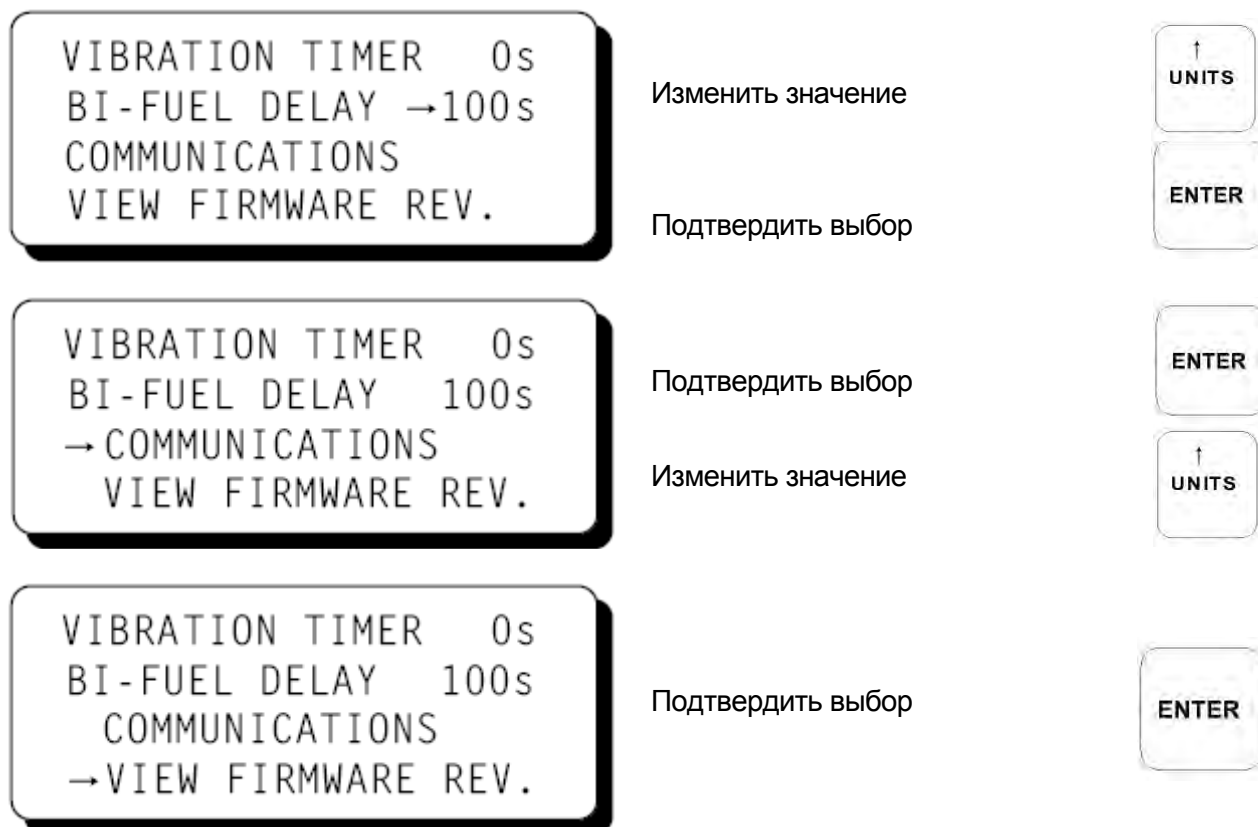 VIBRATION TIMER 0s
BI-FUEL DELAY →100s
COMMUNICATIONS
VIEW FIRMWARE REV.
Изменить значение
↑
UNITS
Подтвердить выбор
ENTER
VIBRATION TIMER 0s
BI-FUEL DELAY 100s
→ COMMUNICATIONS
VIEW FIRMWARE REV.
Подтвердить выбор
ENTER
Изменить значение
↑
UNITS
VIBRATION TIMER 0s
BI-FUEL DELAY 100s
COMMUNICATIONS
→VIEW FIRMWARE REV.
Подтвердить выбор
ENTER